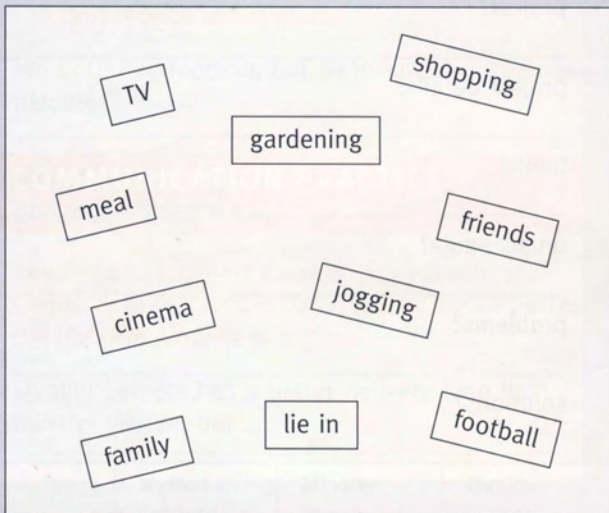 shopping
TV
gardening
meal
friends
jogging
cinema
lie in
football
family